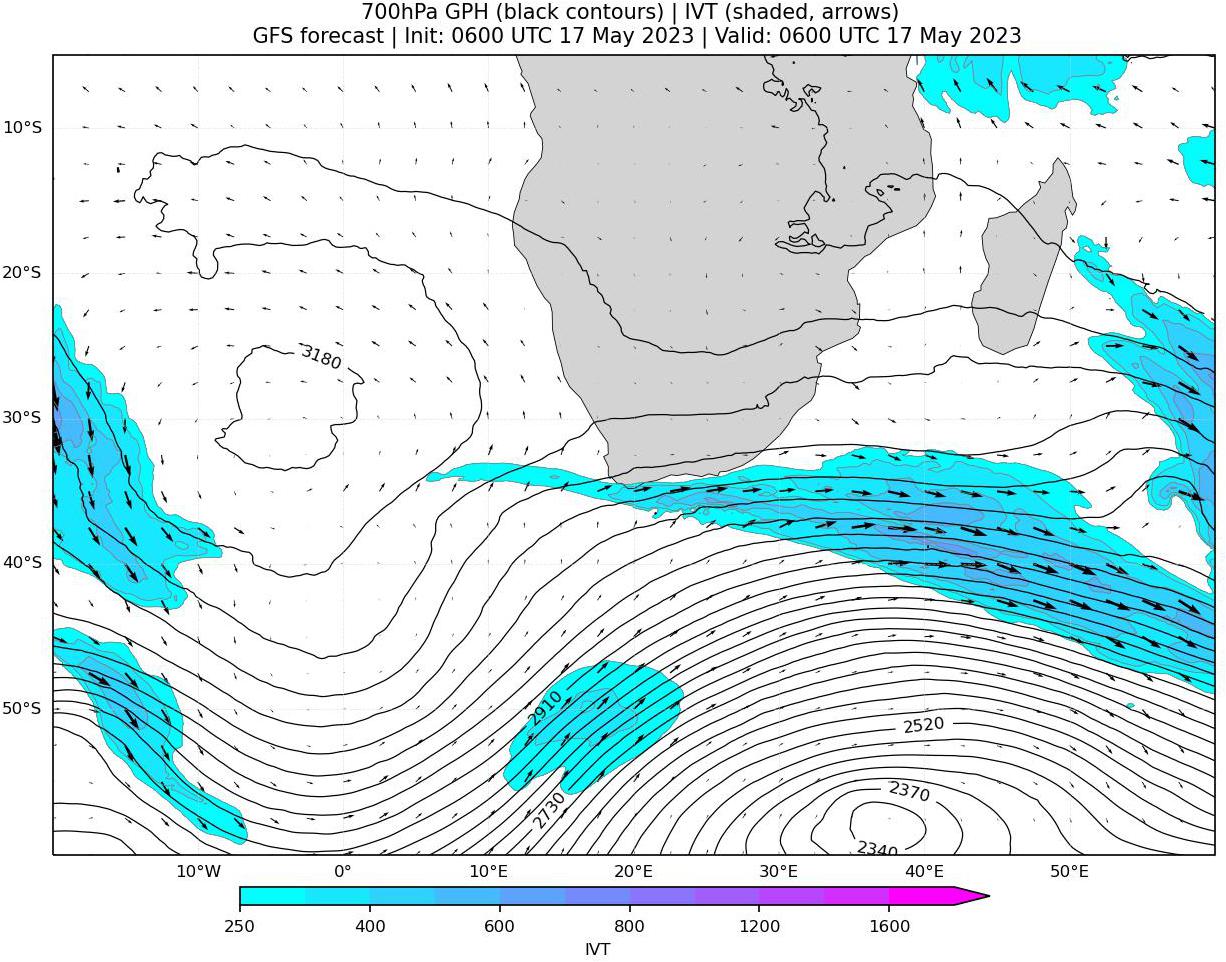 700hPa GPH (black contours) | IVT (shaded, arrows)
GFS forecast | Init: 0600 UTC 17 May 2023 | Valid: 0600 UTC 17 May 2023
10°S
20°S
3180
30°S
40°S
50°S
2910
2520
2730
2370
2340
10°W 0° 10°E 20°E 30°E 40°E 50°E
250 400 600 800 1200 1600
IVT